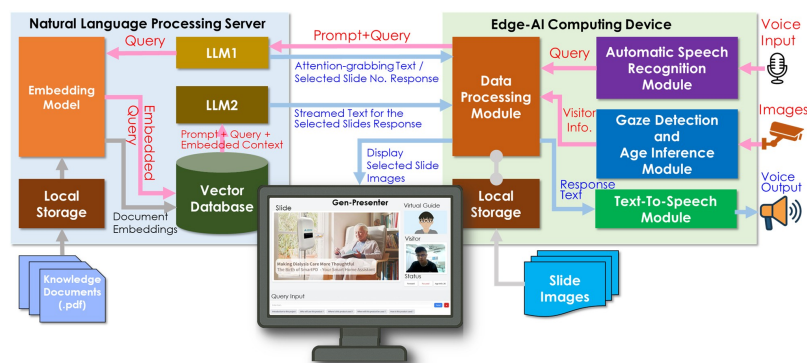 Natural Language Processing Server
Edge-AI Computing Device
Voice
Input
Embedding
Model
Query
LLM1
Prompt+Query
Attention-grabbing Text /
Selected Slide No. Response
Data
Processing
Module
Query
Automatic Speech
Recognition
Module
LLM2
Streamed Text for the
Selected Slides Response
Visitor
Info.
Gaze Detection
and
Age Inference
Module
Images
Embedded
Query
Prompt + Query +
Embedded Context
Display
Selected Slide
Images
Local
Storage
Document
Embeddings
Vector
Database
Local
Storage
Response
Text
Text-To-Speech
Module
Voice
Output
Knowledge
Documents
(.pdf)
Gen-Presenter
Slide
Virtual Guide
Visitor
Status
Making Dialysis Care More Thoughtful
Query Input
Slide
Images